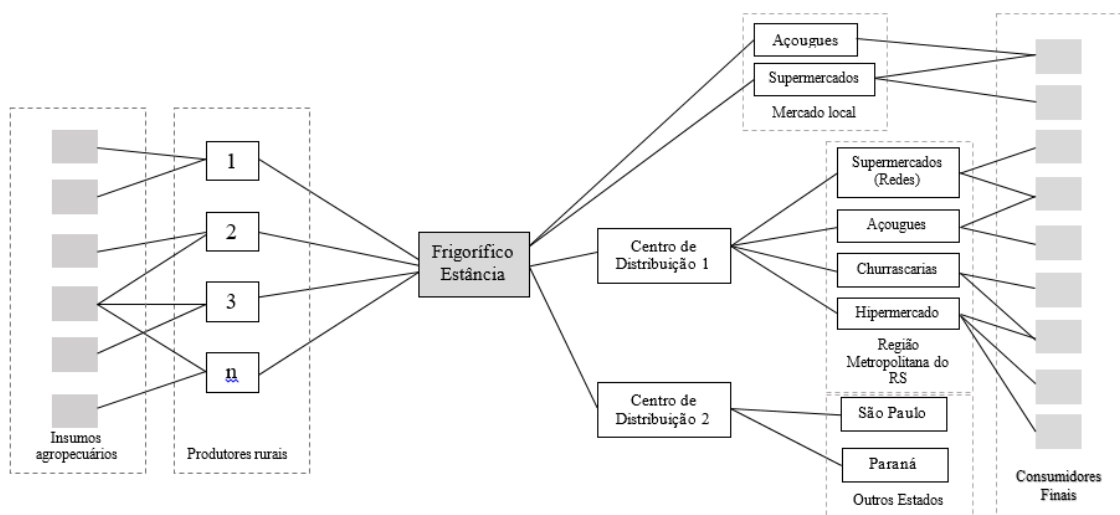 Insumos
agropecuários
1
2
3
n
Produtores rurais
Frigorífico
Estância
Açougues
Supermercados
Mercado local
Centro de
Distribuição 1
Supermercados
(Redes)
Açougues
Churrascarias
Hipermercado
Região
Metropolitana do
RS
Centro de
Distribuição 2
São Paulo
Paraná
Outros Estados
Consumidores
Finais